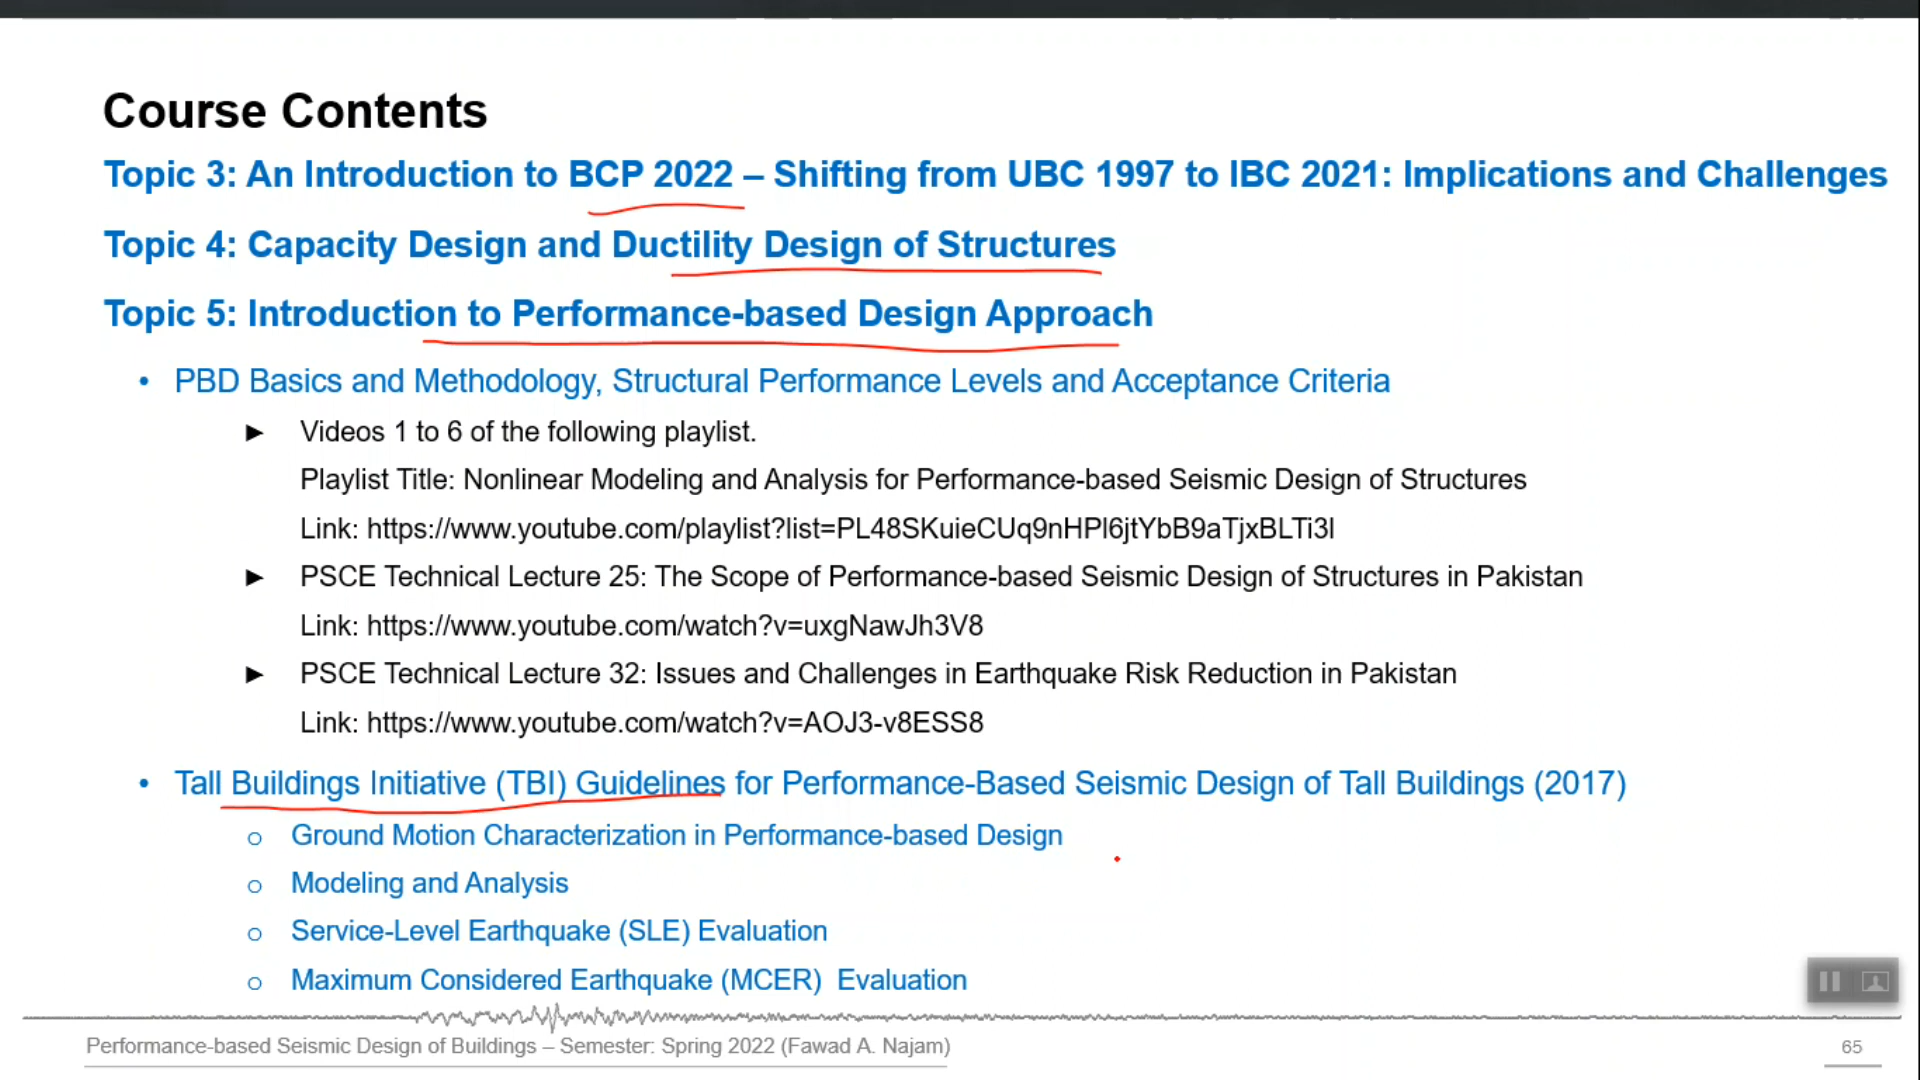 Course Contents
Topic 3: An Introduction to BCP 2022 – Shifting from UBC 1997 to IBC 2021: Implications and Challenges
Topic 4: Capacity Design and Ductility Design of Structures
Topic 5: Introduction to Performance-based Design Approach
• PBD Basics and Methodology, Structural Performance Levels and Acceptance Criteria
► Videos 1 to 6 of the following playlist.
Playlist Title: Nonlinear Modeling and Analysis for Performance-based Seismic Design of Structures
Link: https://www.youtube.com/playlist?list=PL48SKuieCUq9nHPl6jtYbB9aTjxBLTi3l
► PSCE Technical Lecture 25: The Scope of Performance-based Seismic Design of Structures in Pakistan
Link: https://www.youtube.com/watch?v=uxgNawJh3V8
► PSCE Technical Lecture 32: Issues and Challenges in Earthquake Risk Reduction in Pakistan
Link: https://www.youtube.com/watch?v=AOJ3-v8ESS8
• Tall Buildings Initiative (TBI) Guidelines for Performance-Based Seismic Design of Tall Buildings (2017)
o Ground Motion Characterization in Performance-based Design
o Modeling and Analysis
o Service-Level Earthquake (SLE) Evaluation
o Maximum Considered Earthquake (MCER) Evaluation
Performance-based Seismic Design of Buildings – Semester: Spring 2022 (Fawad A. Najam)
65